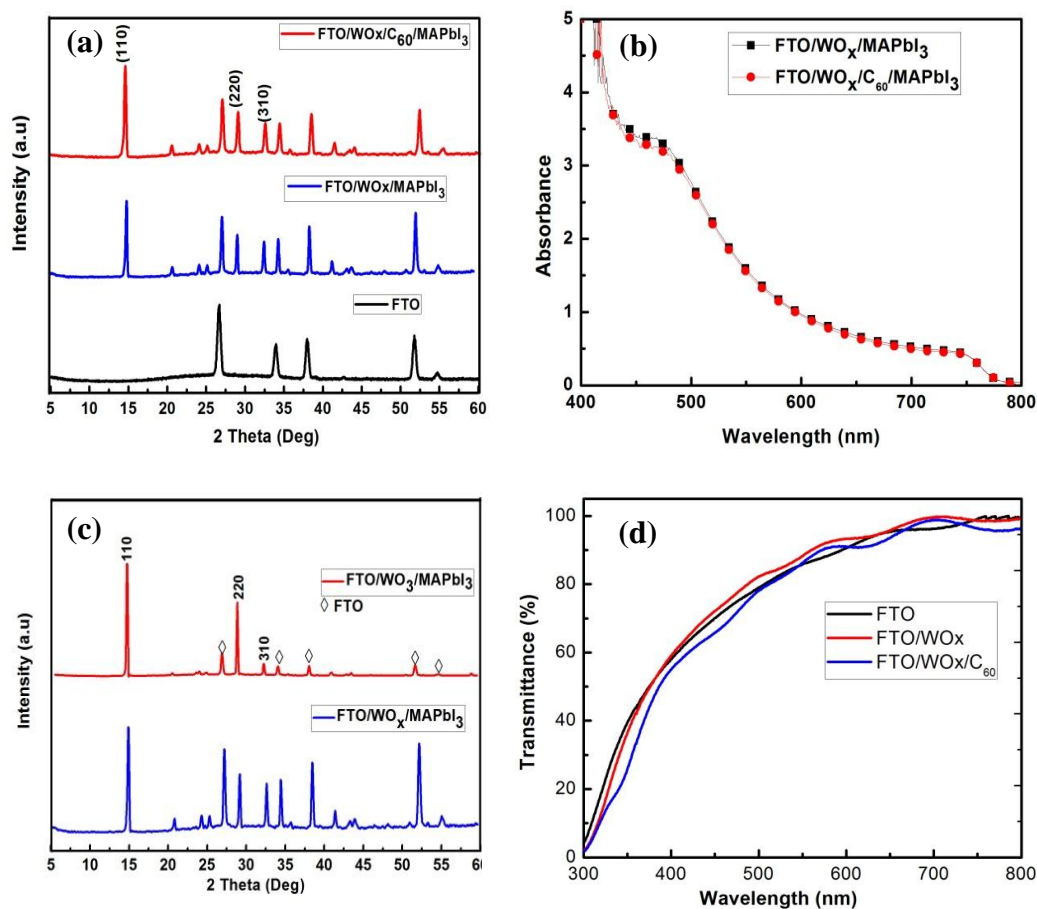 (a)
FTO/WOx/C60/MAPbI3
(110)
(220)
(310)
FTO/WOx/MAPbI3
FTO
Intensity (a.u)
5 10 15 20 25 30 35 40 45 50 55 60
2 Theta (Deg)
(b)
FTO/WOX/MAPbI3
FTO/WOX/C60/MAPbI3
5
4
3
2
1
0
Absorbance
400 500 600 700 800
Wavelength (nm)
(c)
110
FTO/WO3/MAPbI3
◊ FTO
220
310
FTO/WOx/MAPbI3
Intensity (a.u)
5 10 15 20 25 30 35 40 45 50 55 60
2 Theta (Deg)
(d)
FTO
FTO/WOx
FTO/WOx/C60
100
80
60
40
20
0
Transmittance (%)
300 400 500 600 700 800
Wavelength (nm)